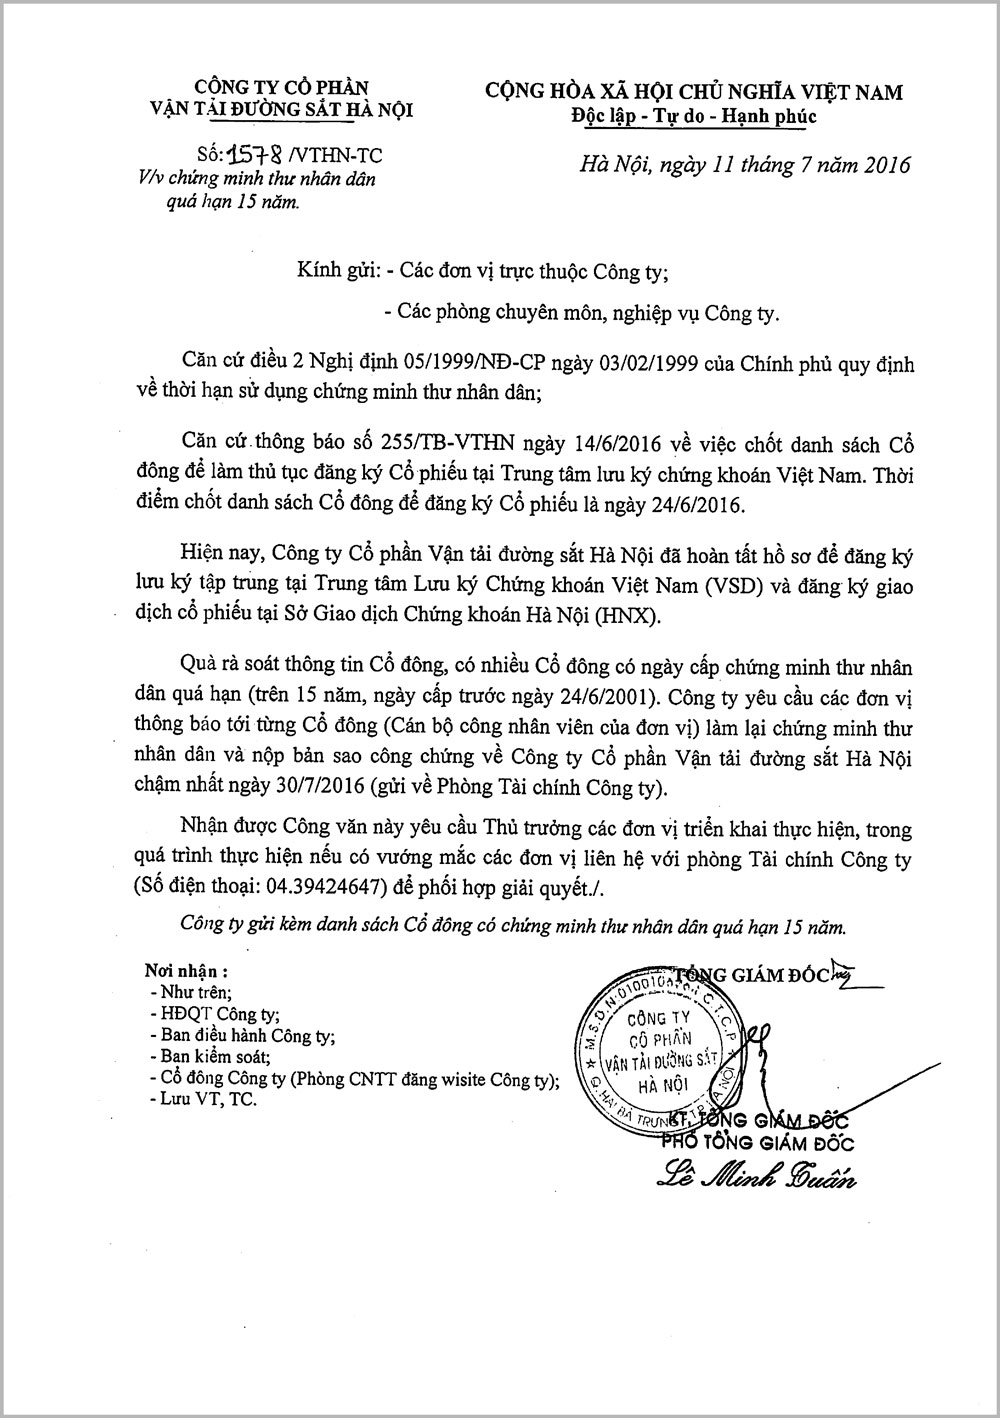 CÔNG TY CỔ PHẦN
VẬN TẢI ĐƯỜNG SẮT HÀ NỘI
CỘNG HÒA XÃ HỘI CHỦ NGHĨA VIỆT NAM
Độc lập - Tự do - Hạnh phúc
Số: 1578 /VTHN-TC
V/v chứng minh thư nhân dân
quá hạn 15 năm.
Hà Nội, ngày 11 tháng 7 năm 2016
Kính gửi: - Các đơn vị trực thuộc Công ty;
- Các phòng chuyên môn, nghiệp vụ Công ty.
Căn cứ điều 2 Nghị định 05/1999/NĐ-CP ngày 03/02/1999 của Chính phủ quy định
về thời hạn sử dụng chứng minh thư nhân dân;
Căn cứ thông báo số 255/TB-VTHN ngày 14/6/2016 về việc chốt danh sách Cổ
đông để làm thủ tục đăng ký Cổ phiếu tại Trung tâm lưu ký chứng khoán Việt Nam. Thời
điểm chốt danh sách Cổ đông để đăng ký Cổ phiếu là ngày 24/6/2016.
Hiện nay, Công ty Cổ phần Vận tải đường sắt Hà Nội đã hoàn tất hồ sơ để đăng ký
lưu ký tập trung tại Trung tâm Lưu ký Chứng khoán Việt Nam (VSD) và đăng ký giao
dịch cổ phiếu tại Sở Giao dịch Chứng khoán Hà Nội (HNX).
Quà rà soát thông tin Cổ đông, có nhiều Cổ đông có ngày cấp chứng minh thư nhân
dân quá hạn (trên 15 năm, ngày cấp trước ngày 24/6/2001). Công ty yêu cầu các đơn vị
thông báo tới từng Cổ đông (Cán bộ công nhân viên của đơn vị) làm lại chứng minh thư
nhân dân và nộp bản sao công chứng về Công ty Cổ phần Vận tải đường sắt Hà Nội
chậm nhất ngày 30/7/2016 (gửi về Phòng Tài chính Công ty).
Nhận được Công văn này yêu cầu Thủ trưởng các đơn vị triển khai thực hiện, trong
quá trình thực hiện nếu có vướng mắc các đơn vị liên hệ với phòng Tài chính Công ty
(Số điện thoại: 04.39424647) để phối hợp giải quyết./.
Công ty gửi kèm danh sách Cổ đông có chứng minh thư nhân dân quá hạn 15 năm.
Nơi nhận :
- Như trên;
- HĐQT Công ty;
- Ban điều hành Công ty;
- Ban kiểm soát;
- Cổ đông Công ty (Phòng CNTT đăng wisite Công ty);
- Lưu VT, TC.
TỔNG GIÁM ĐỐC
M.S.D.N: C.T.C.P
CÔNG TY
CỔ PHẦN
VẬN TẢI ĐƯỜNG SẮT
HÀ NỘI
Q. HAI BÀ TRƯNG - TP HÀ NỘI
KT. TỔNG GIÁM ĐỐC
PHÓ TỔNG GIÁM ĐỐC
Lê Minh Tuấn